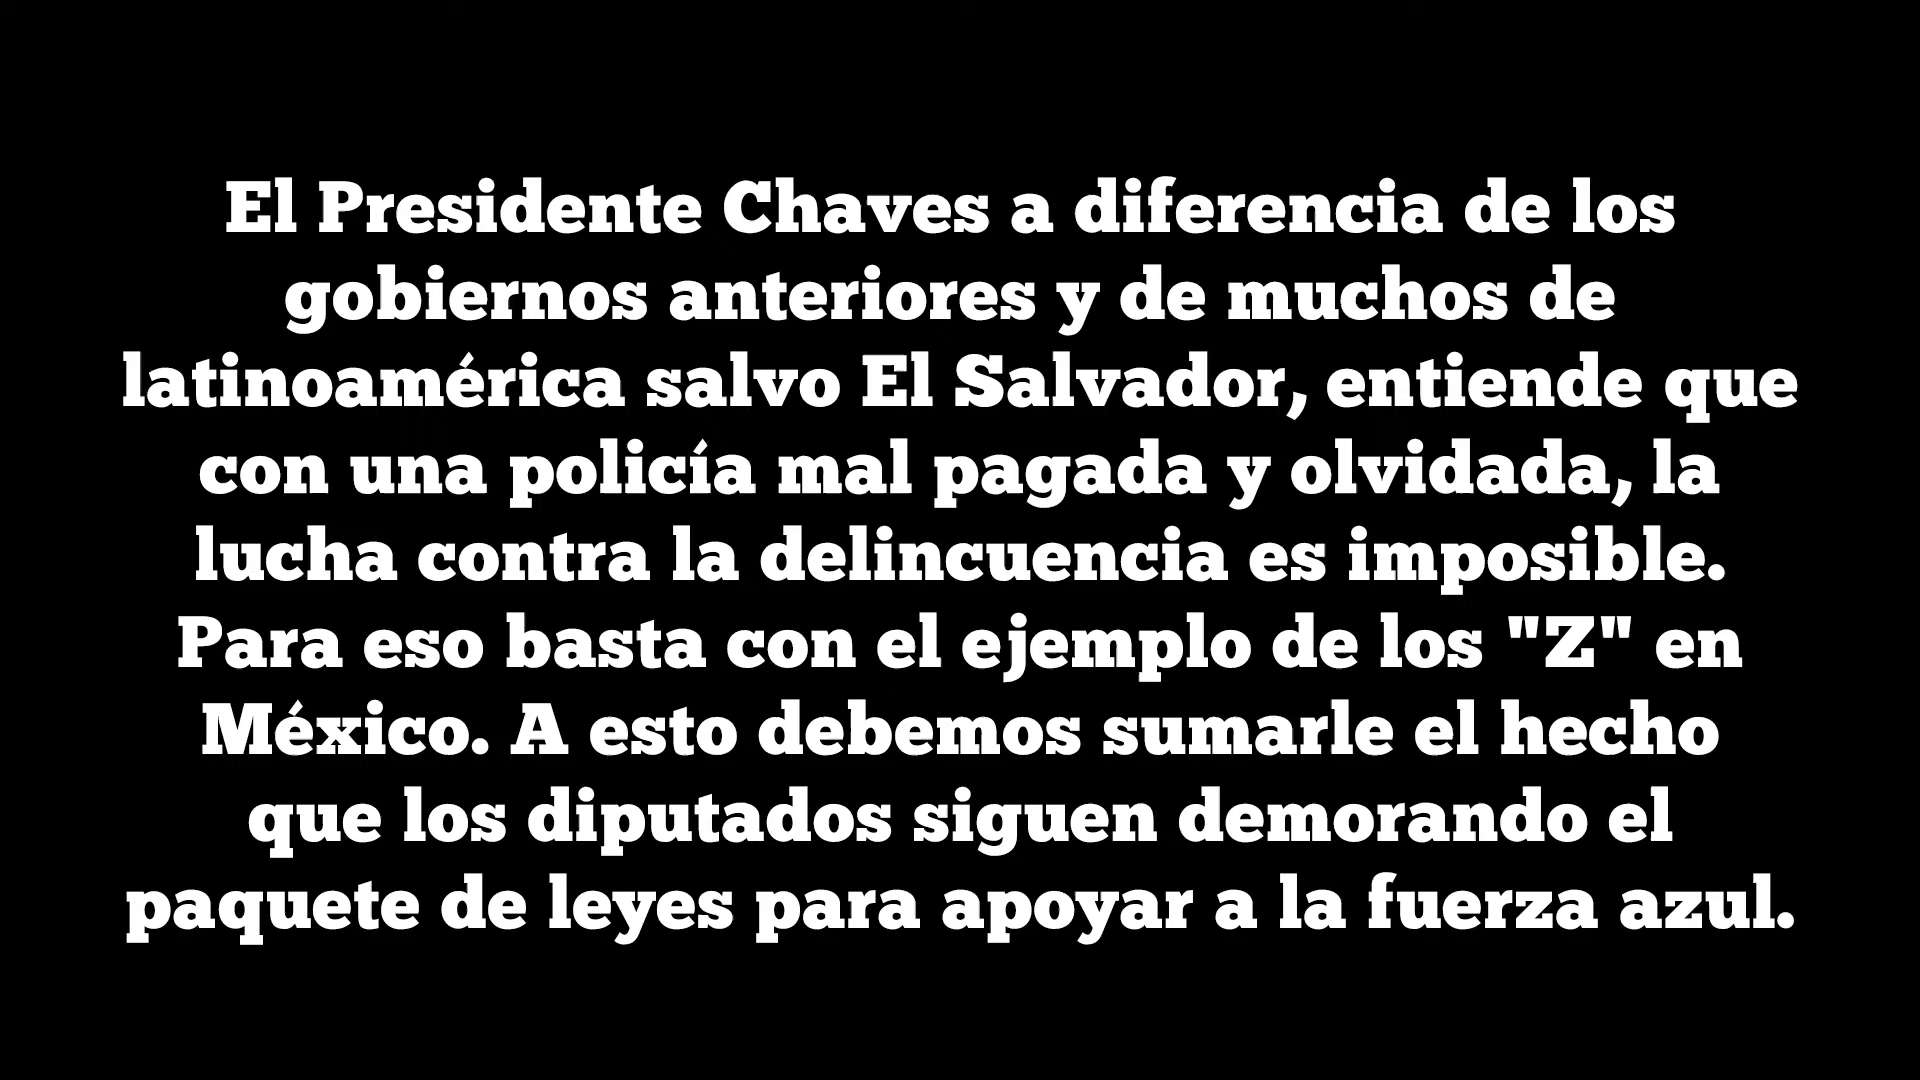 El Presidente Chaves a diferencia de los
gobiernos anteriores y de muchos de
latinoamérica salvo El Salvador, entiende que
con una policía mal pagada y olvidada, la
lucha contra la delincuencia es imposible.
Para eso basta con el ejemplo de los "Z" en
México. A esto debemos sumarle el hecho
que los diputados siguen demorando el
paquete de leyes para apoyar a la fuerza azul.